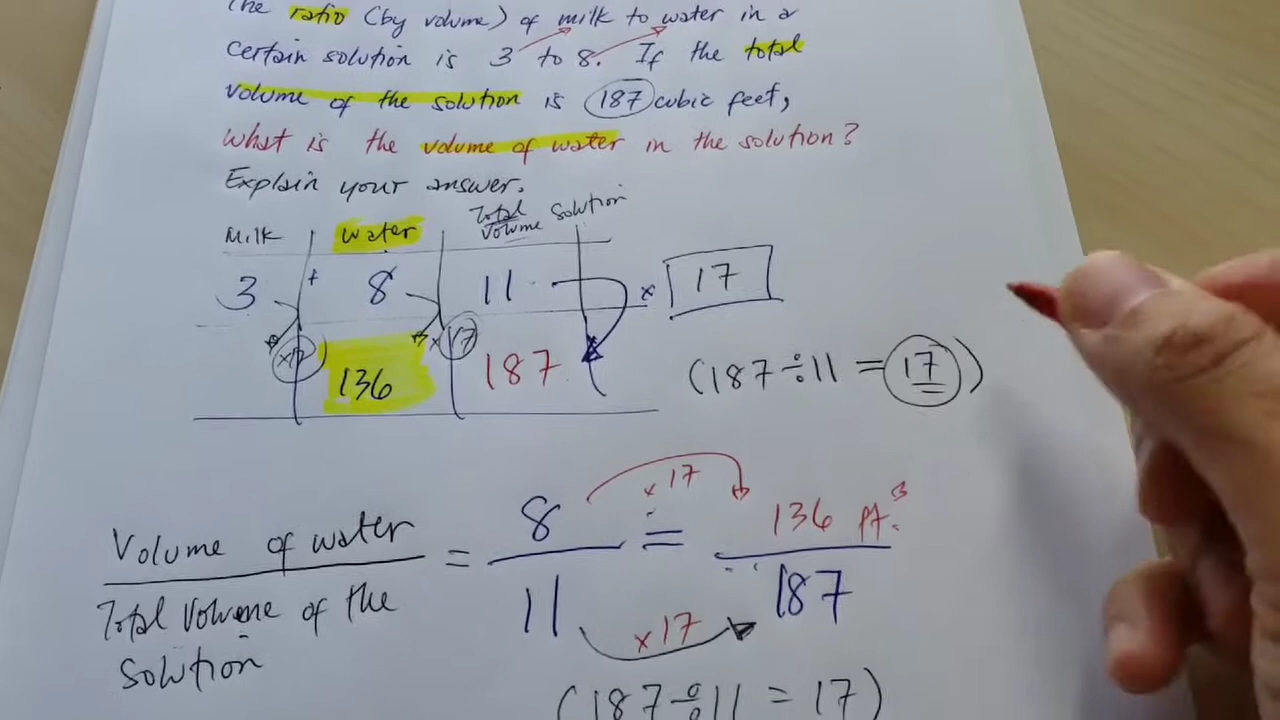 The ratio (by volume) of milk to water in a
certain solution is 3 to 8. If the total
volume of the solution is 187 cubic feet,
what is the volume of water in the solution?
Explain your answer.
Milk water Total Volume Solution
3 + 8 11 × 17
×17 ×17
136 187 (187÷11 = 17)
×17
Volume of water = 8 = 136 ft.³
Total Volume of the 11 187
Solution ×17
(187÷11 = 17)